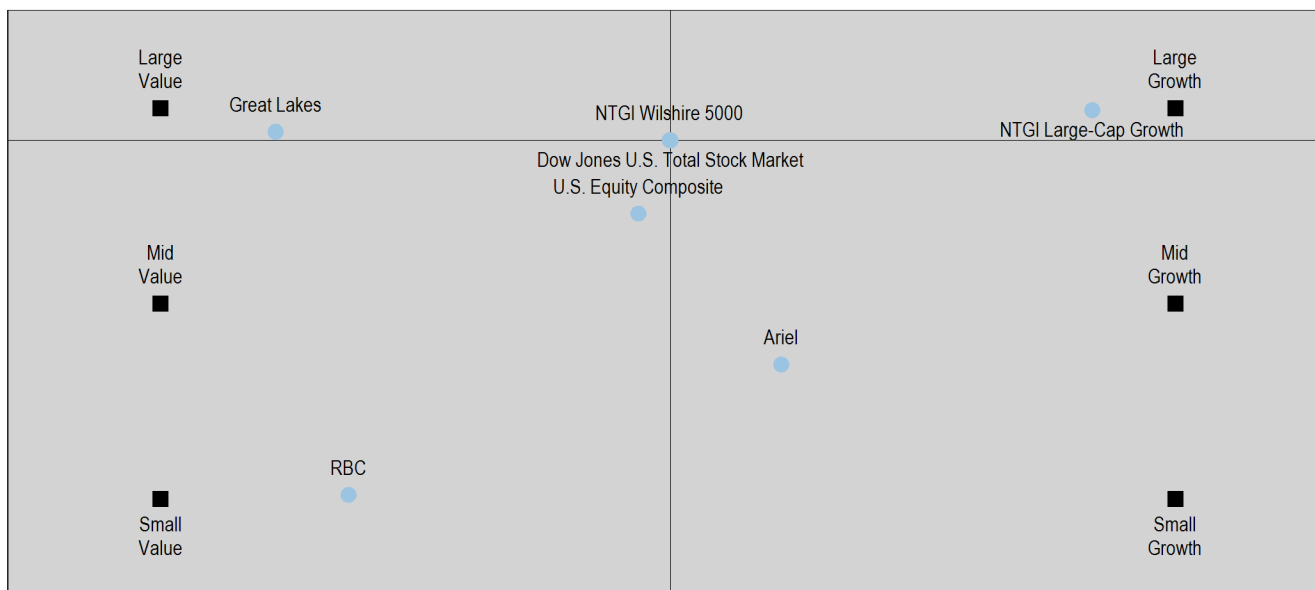 Large
Value
Large
Growth
Great Lakes
NTGI Wilshire 5000
NTGI Large-Cap Growth
Dow Jones U.S. Total Stock Market
U.S. Equity Composite
Mid
Value
Mid
Growth
Ariel
RBC
Small
Value
Small
Growth